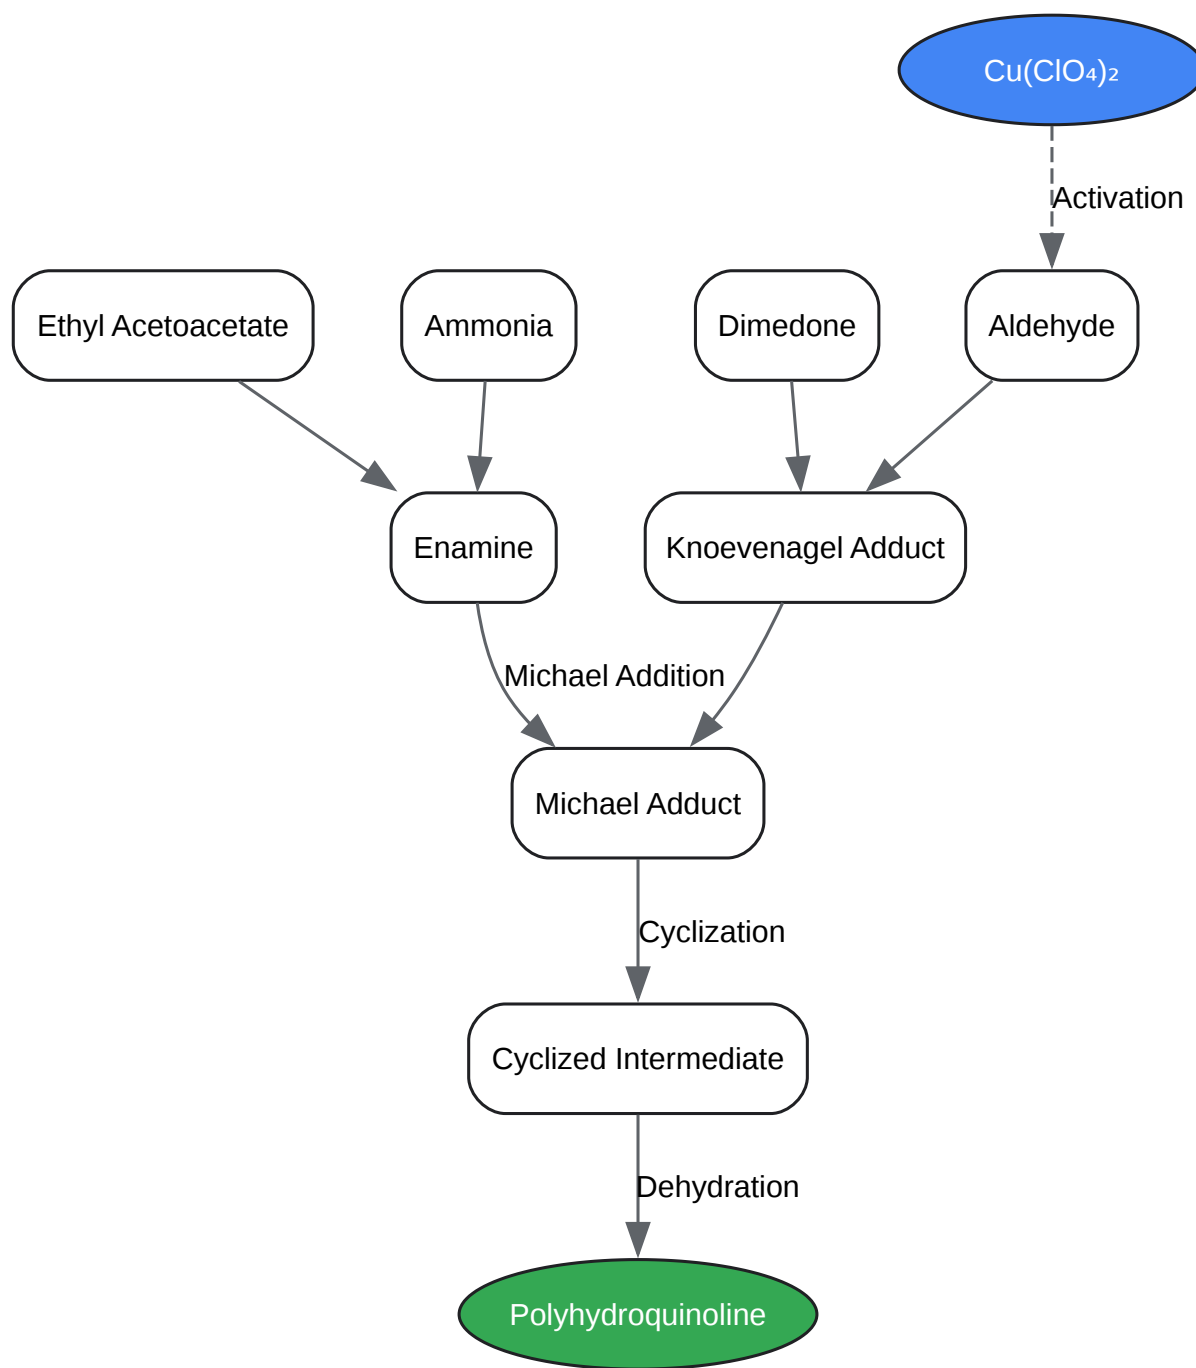 Cu(ClO₄)₂
Activation
Ethyl Acetoacetate
Ammonia
Dimedone
Aldehyde
Enamine
Knoevenagel Adduct
Michael Addition
Michael Adduct
Cyclization
Cyclized Intermediate
Dehydration
Polyhydroquinoline